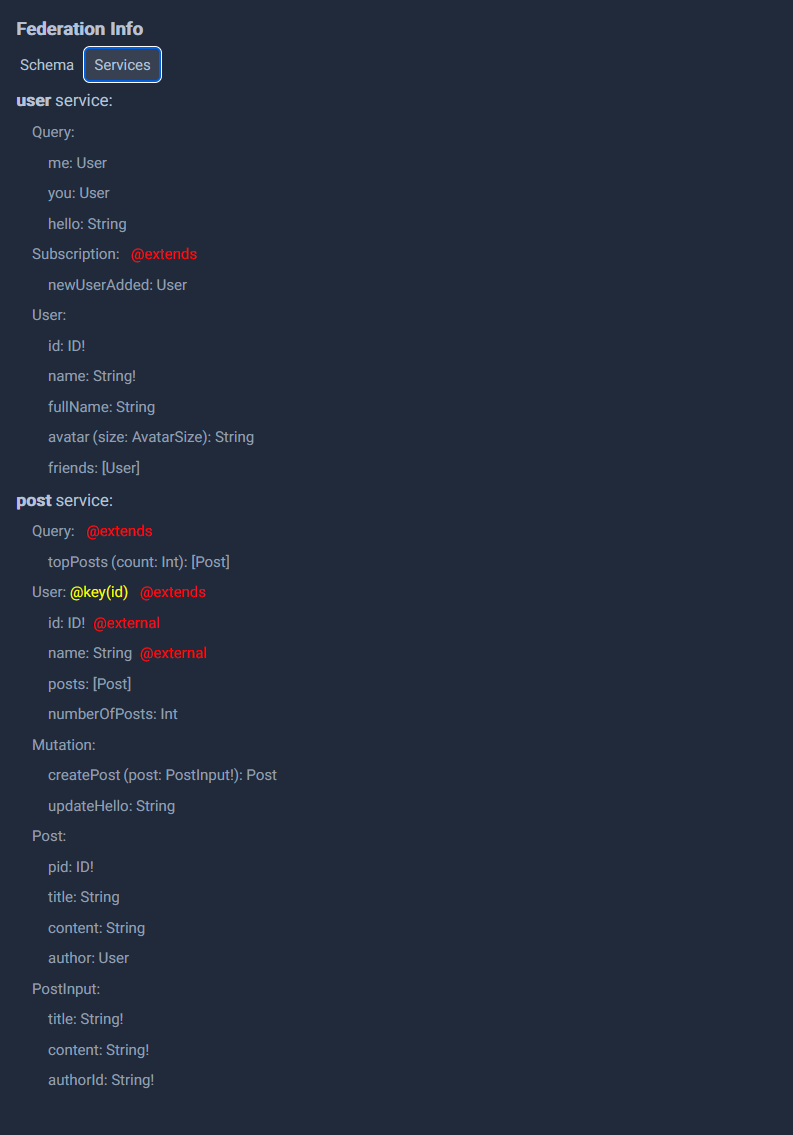 Federation Info
Schema Services
user service:
Query:
me: User
you: User
hello: String
Subscription: @extends
newUserAdded: User
User:
id: ID!
name: String!
fullName: String
avatar (size: AvatarSize): String
friends: [User]
post service:
Query: @extends
topPosts (count: Int): [Post]
User: @key(id) @extends
id: ID! @external
name: String @external
posts: [Post]
numberOfPosts: Int
Mutation:
createPost (post: PostInput!): Post
updateHello: String
Post:
pid: ID!
title: String
content: String
author: User
PostInput:
title: String!
content: String!
authorId: String!